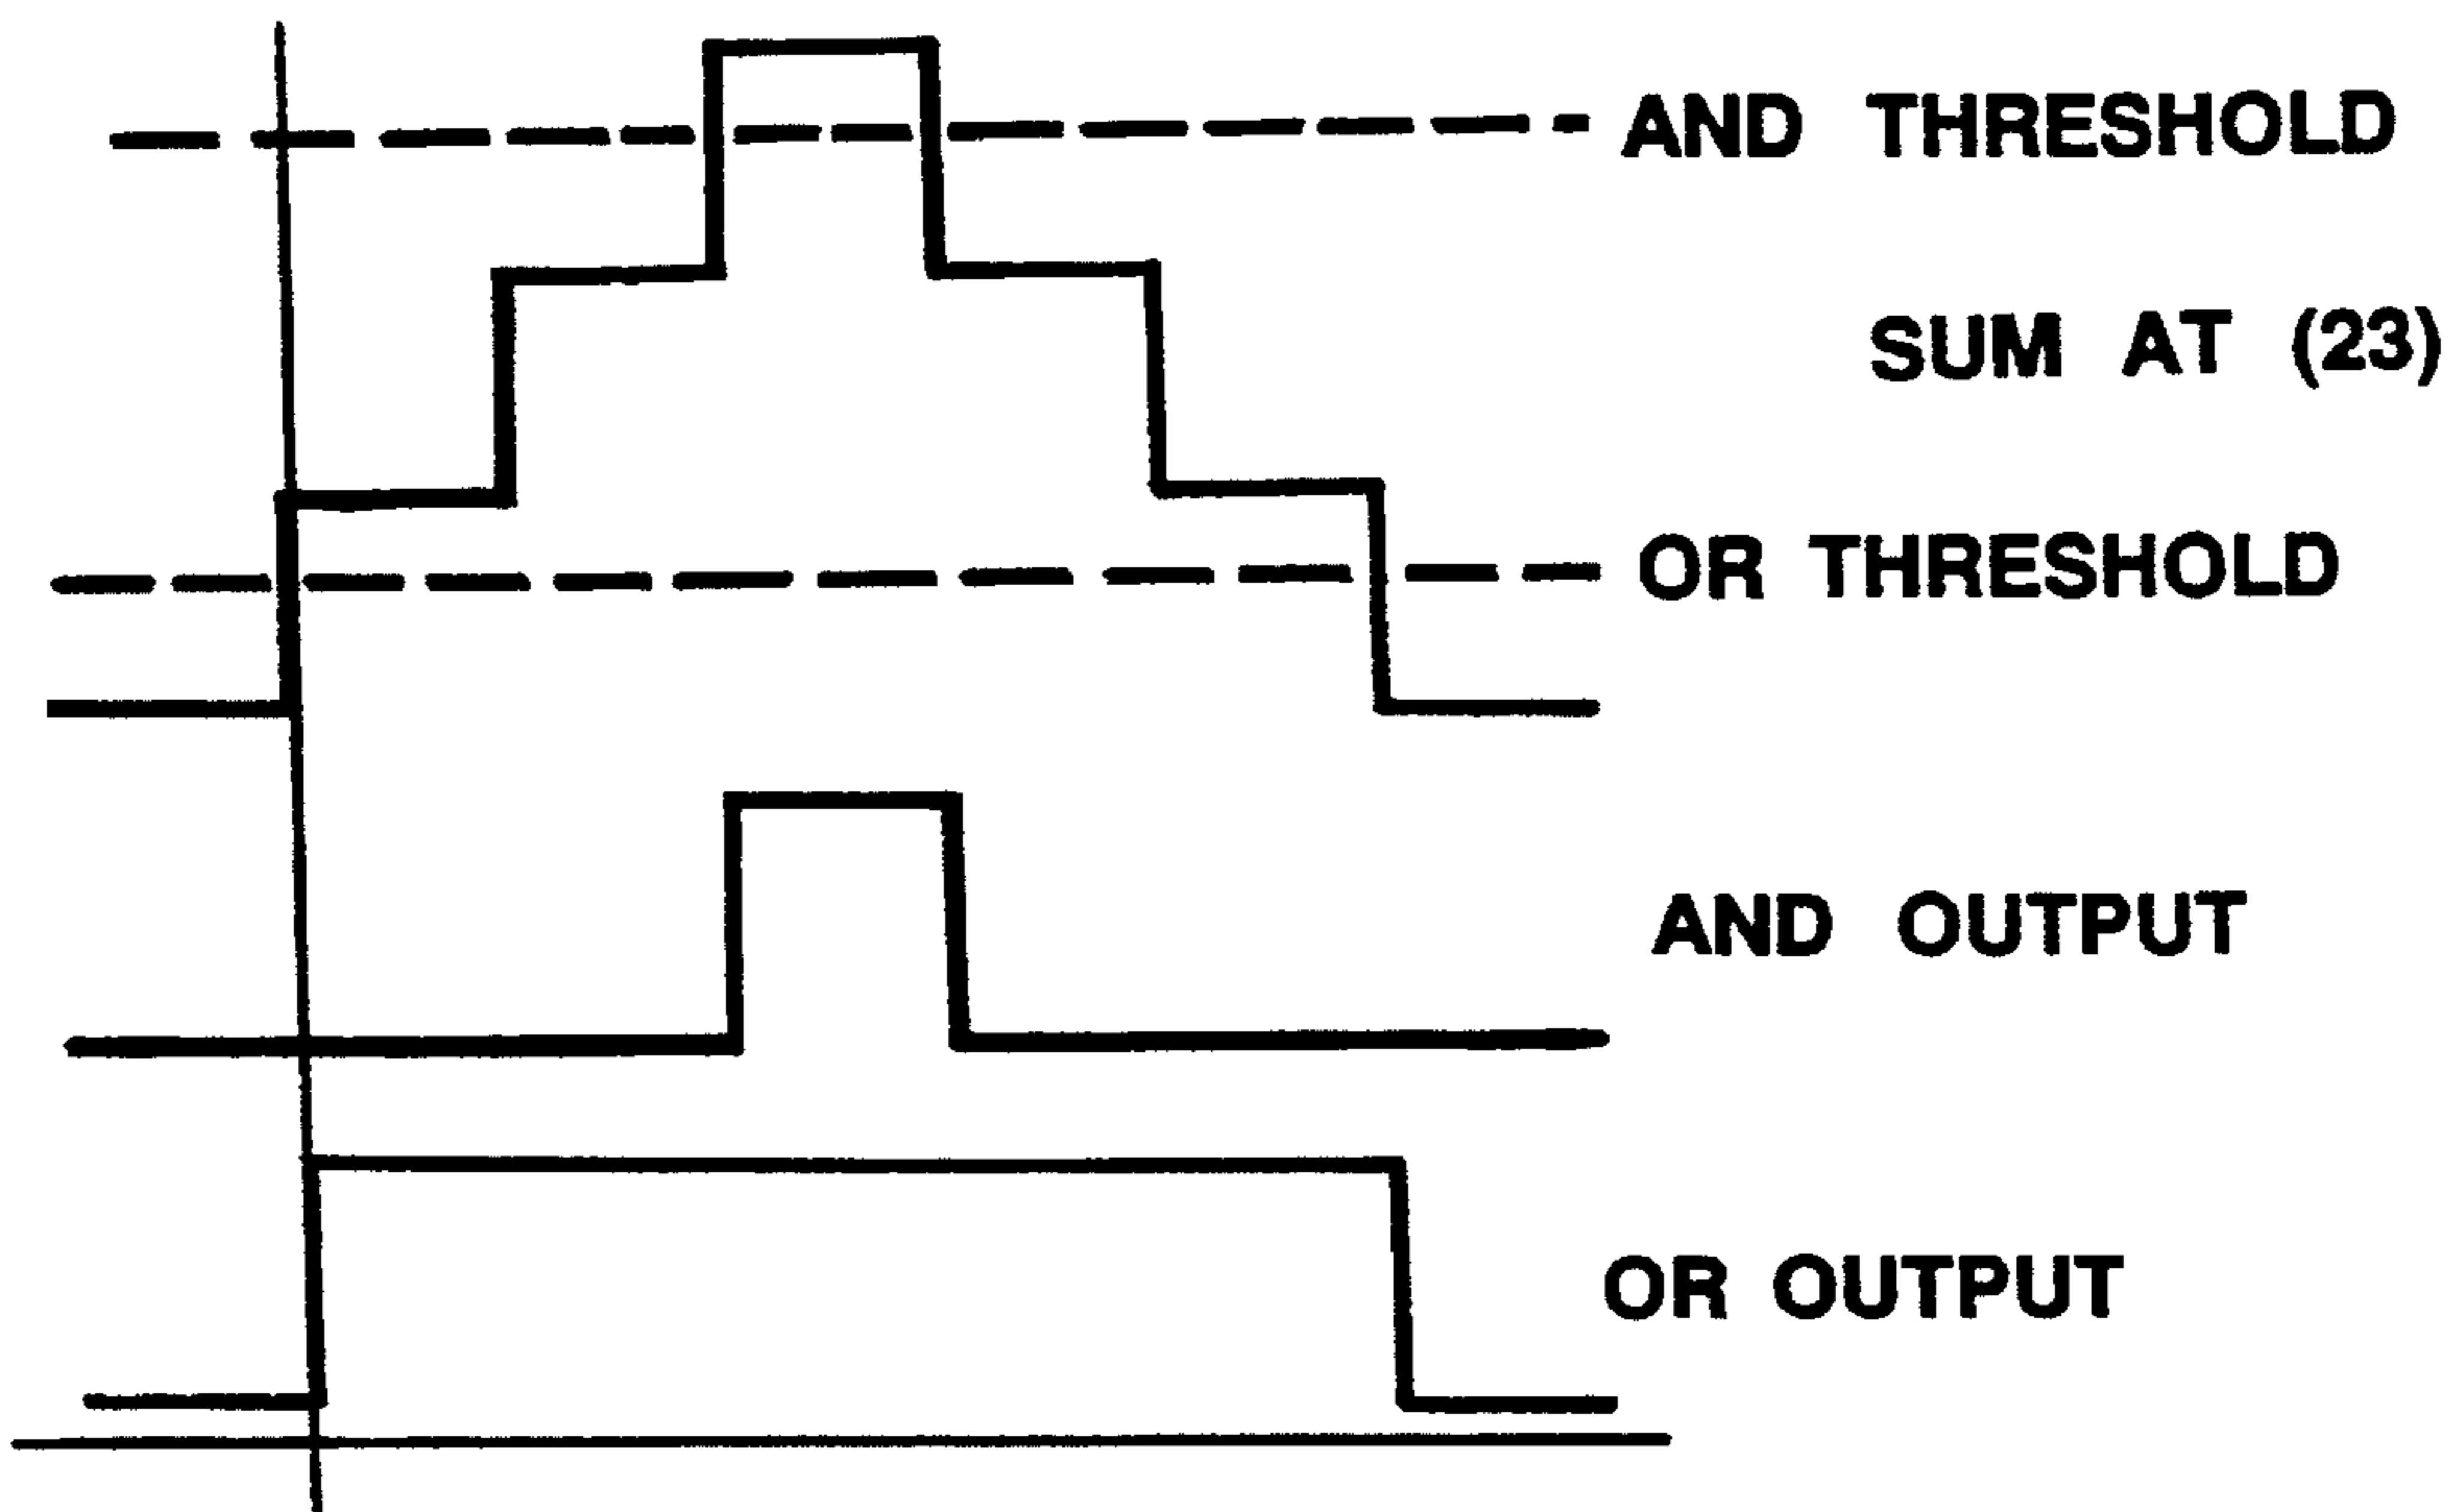 AND THRESHOLD
SUM AT (23)
OR THRESHOLD
AND OUTPUT
OR OUTPUT